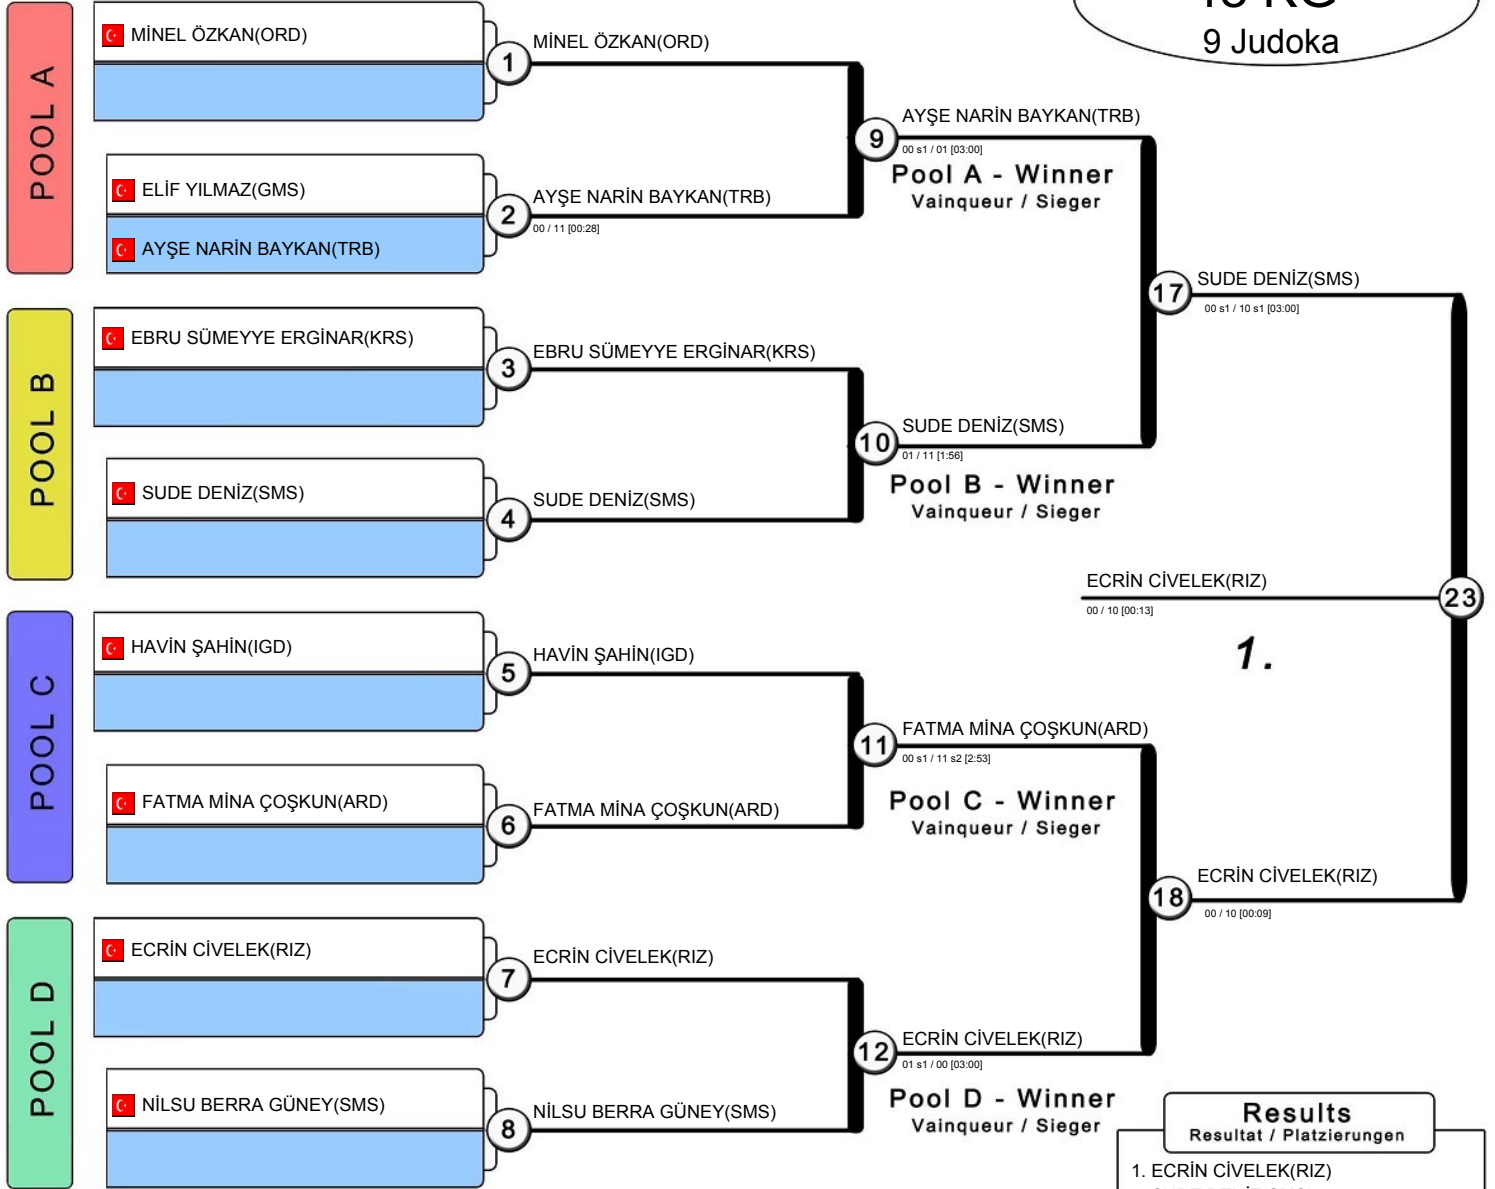 KG
9 Judoka
POOL A
MİNEL ÖZKAN(ORD)
1
MİNEL ÖZKAN(ORD)
ELİF YILMAZ(GMS)
AYŞE NARİN BAYKAN(TRB)
2
AYŞE NARİN BAYKAN(TRB)
00 / 11 [00:28]
9
AYŞE NARİN BAYKAN(TRB)
00 s1 / 01 [03:00]
Pool A - Winner
Vainqueur / Sieger
POOL B
EBRU SÜMEYYE ERGİNAR(KRS)
3
EBRU SÜMEYYE ERGİNAR(KRS)
SUDE DENİZ(SMS)
4
SUDE DENİZ(SMS)
10
SUDE DENİZ(SMS)
01 / 11 [1:56]
Pool B - Winner
Vainqueur / Sieger
17
SUDE DENİZ(SMS)
00 s1 / 10 s1 [03:00]
ECRİN CİVELEK(RIZ)
00 / 10 [00:13]
23
1.
POOL C
HAVİN ŞAHİN(IGD)
5
HAVİN ŞAHİN(IGD)
FATMA MİNA ÇOŞKUN(ARD)
6
FATMA MİNA ÇOŞKUN(ARD)
11
FATMA MİNA ÇOŞKUN(ARD)
00 s1 / 11 s2 [2:53]
Pool C - Winner
Vainqueur / Sieger
18
ECRİN CİVELEK(RIZ)
00 / 10 [00:09]
POOL D
ECRİN CİVELEK(RIZ)
7
ECRİN CİVELEK(RIZ)
NİLSU BERRA GÜNEY(SMS)
8
NİLSU BERRA GÜNEY(SMS)
12
ECRİN CİVELEK(RIZ)
01 s1 / 00 [03:00]
Pool D - Winner
Vainqueur / Sieger
Results
Resultat / Platzierungen
1. ECRİN CİVELEK(RIZ)